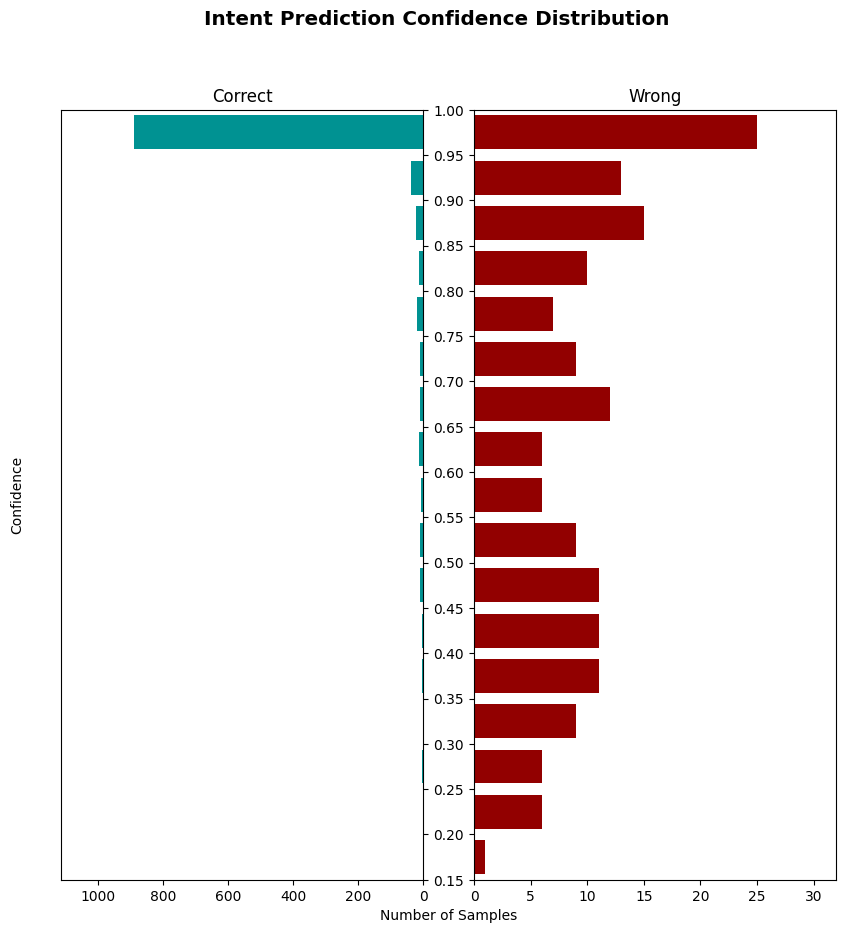 Intent Prediction Confidence Distribution
Correct
Wrong
1.00
0.95
0.90
0.85
0.80
0.75
0.70
0.65
0.60
0.55
0.50
0.45
0.40
0.35
0.30
0.25
0.20
0.15
Confidence
1000 800 600 400 200 0
0 5 10 15 20 25 30
Number of Samples